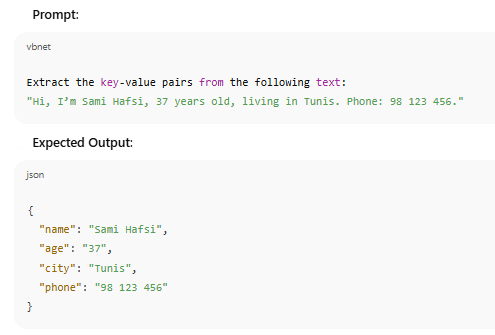 Prompt:
vbnet
Extract the key-value pairs from the following text:
"Hi, I’m Sami Hafsi, 37 years old, living in Tunis. Phone: 98 123 456."
Expected Output:
json
{
"name": "Sami Hafsi",
"age": "37",
"city": "Tunis",
"phone": "98 123 456"
}